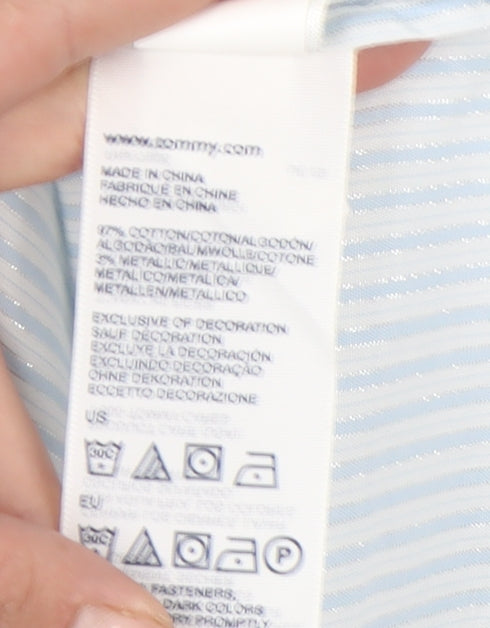 www.tommy.com
MADE IN CHINA
FABRIQUÉ EN CHINE
HECHO EN CHINA
97% COTTON/COTON/ALGODÓN/
ALGODÃO/BAUMWOLLE/COTONE
3% METALLIC/METALLIQUE/
METÁLICO/METALICA/
METALLEN/METALLICO
EXCLUSIVE OF DECORATION
SAUF DECORATION
EXCLUYE LA DECORACIÓN
EXCLUINDO DECORAÇÃO
OHNE DEKORATION
ECCETTO DECORAZIONE
US
30C
EU
30C P
FASTENERS,
DARK COLORS
PROMPTLY